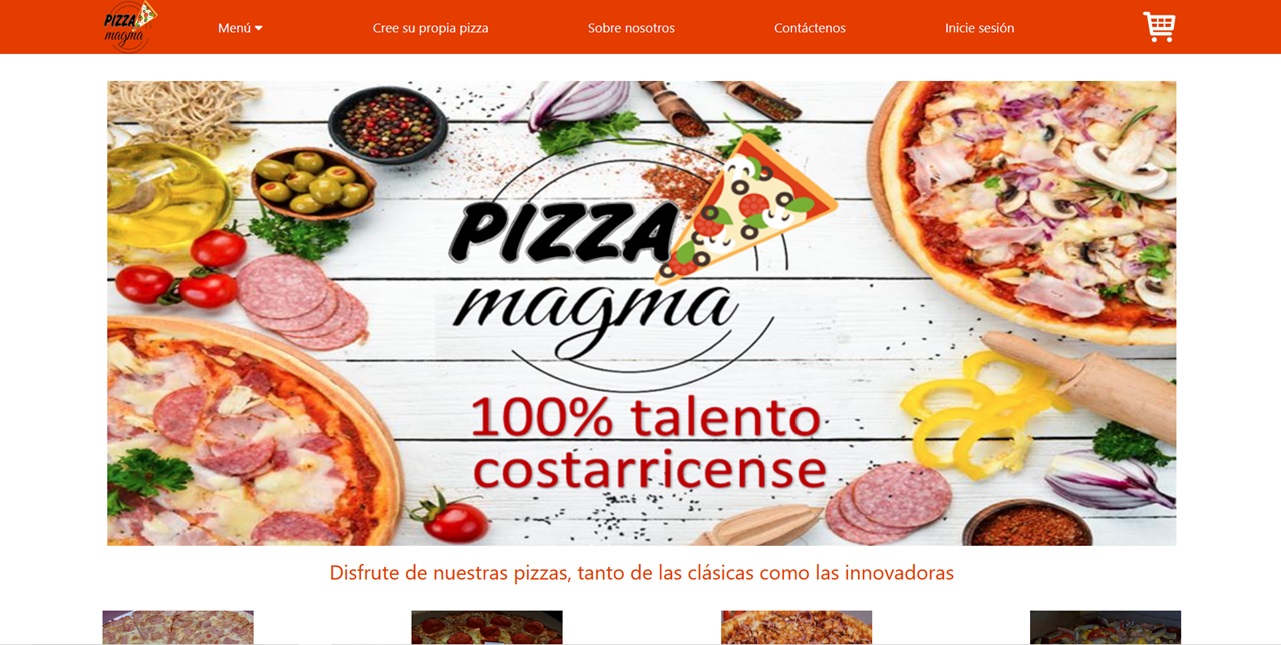 PIZZA
magma
Menú
Cree su propia pizza
Sobre nosotros
Contáctenos
Inicie sesión
PIZZA
magma
100% talento
costarricense
Disfrute de nuestras pizzas, tanto de las clásicas como las innovadoras